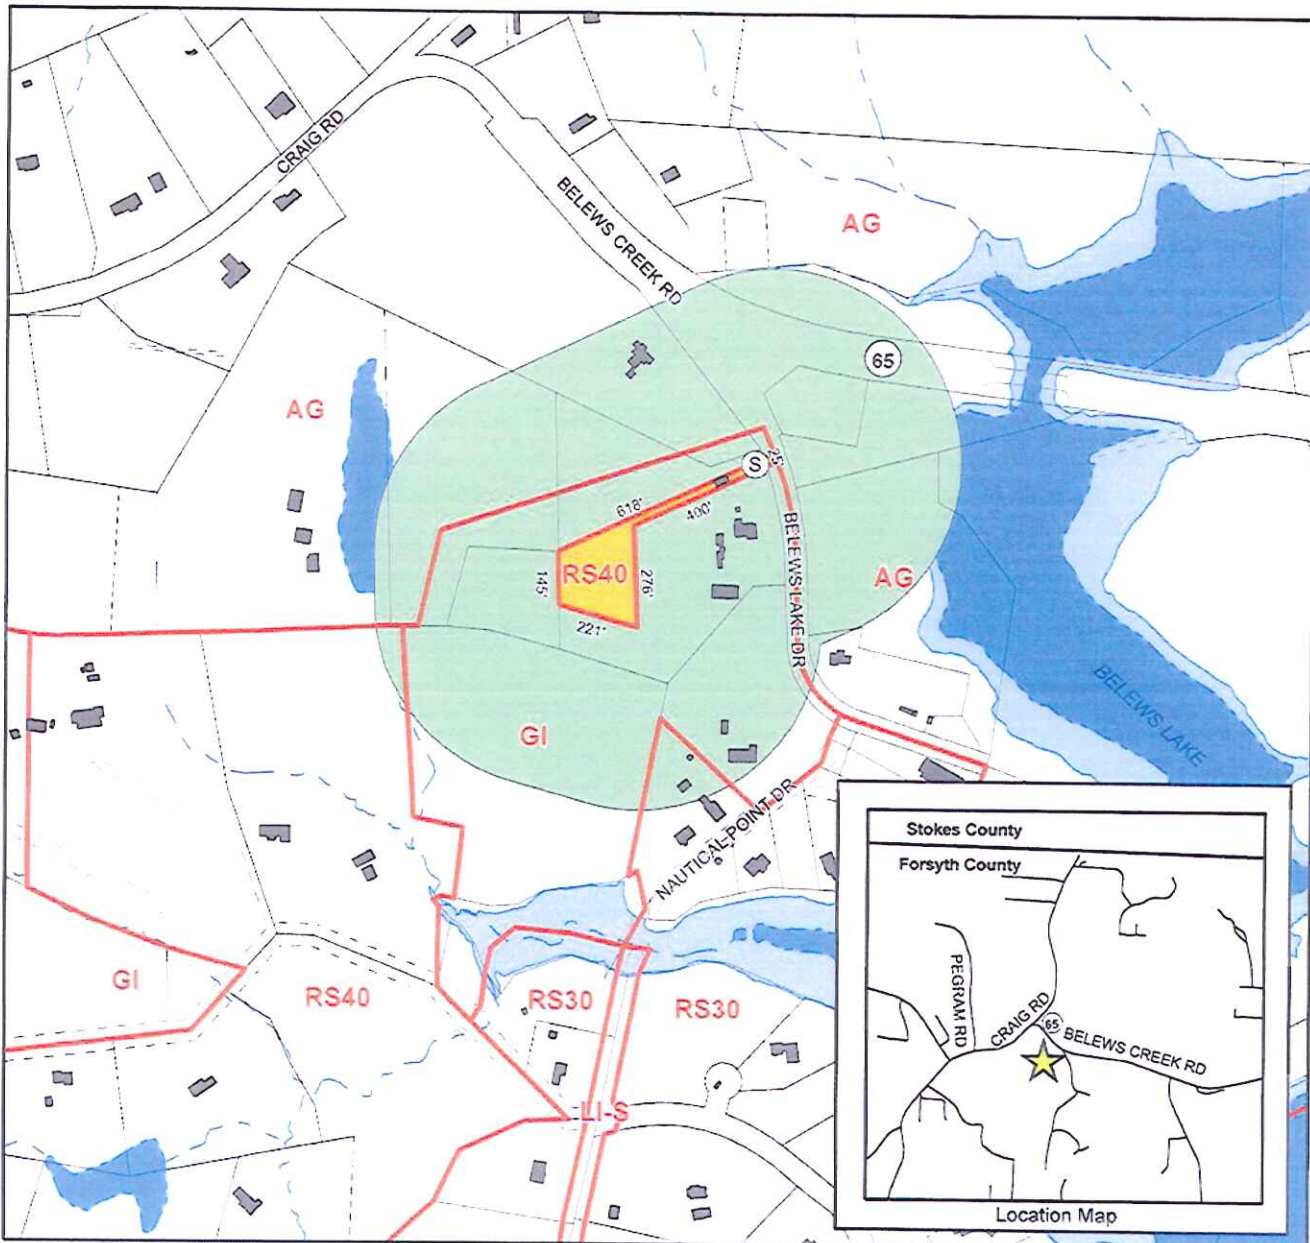 CRAIG RD
BELEWS CREEK RD
AG
65
AG
S
25'
618'
400'
BELEWS LAKE DR
RS40
145'
276'
AG
221'
BELEWS LAKE
GI
NAUTICAL POINT DR
GI
RS40
RS30
RS30
LI-S
Stokes County
Forsyth County
PEGRAM RD
CRAIG RD
65
BELEWS CREEK RD
Location Map